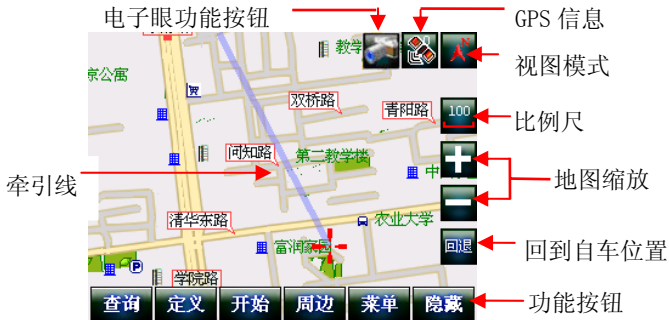 电子眼功能按钮
GPS 信息
视图模式
N
教学
京公寓
双桥路
青阳路
100
比例尺
问知路
第二教学楼
中
地图缩放
牵引线
清华东路
农业大学
富润家园
回退
回到自车位置
P
学院路
查询 定义 开始 周边 菜单 隐藏
功能按钮